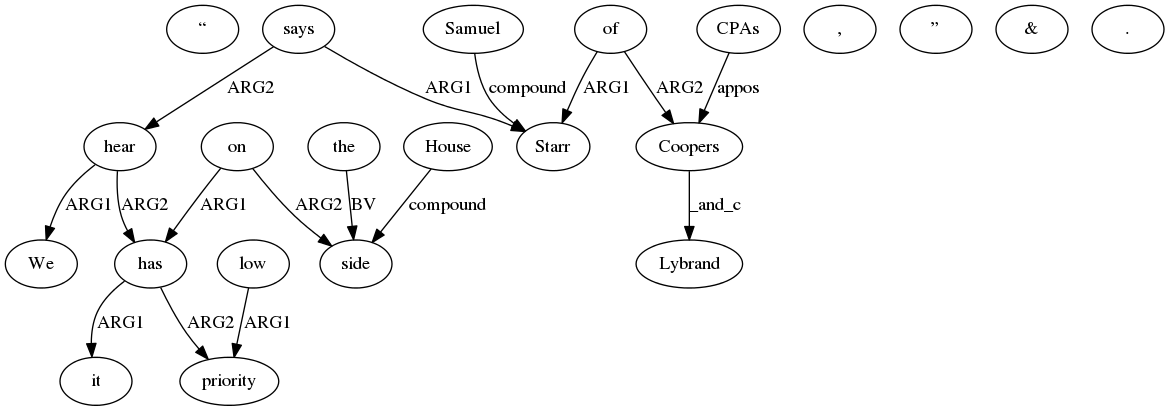 “ says Samuel of CPAs , ” & .
ARG2 ARG1 compound ARG1 ARG2 appos
hear on the House Starr Coopers
ARG1 ARG2 ARG1 ARG2 BV compound _and_c
We has low side Lybrand
ARG1 ARG2 ARG1
it priority